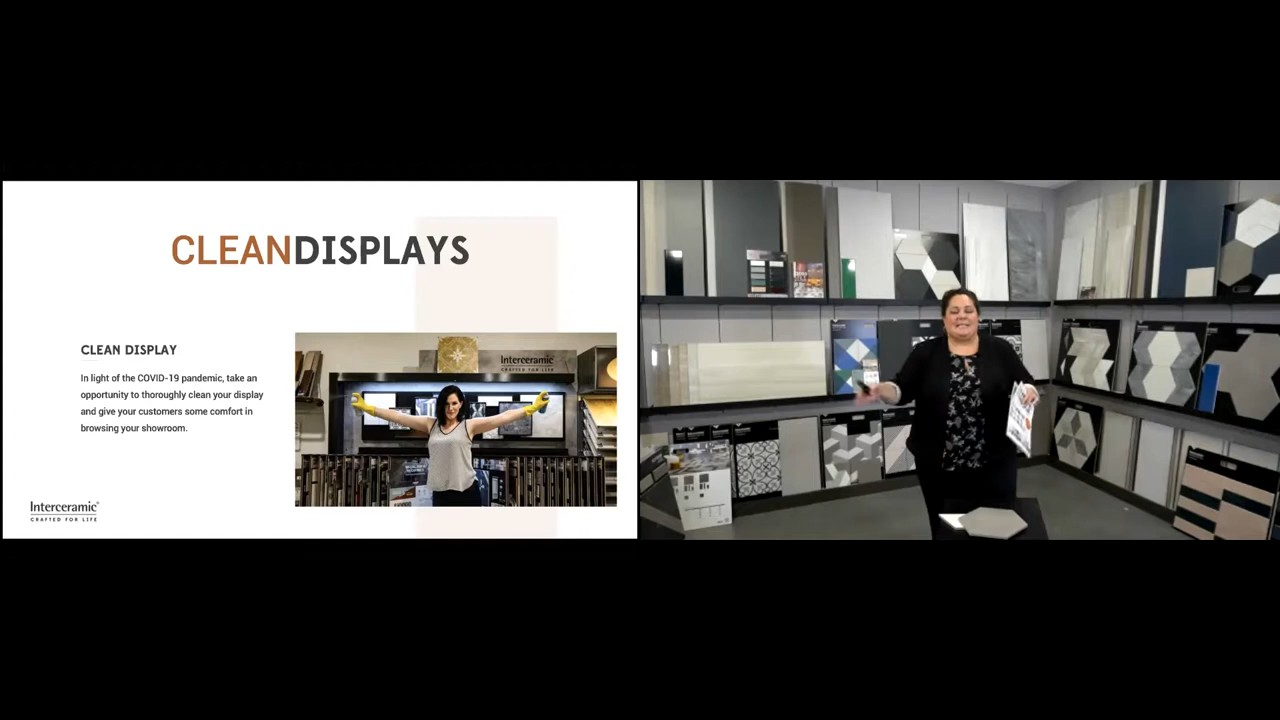 CLEANDISPLAYS
CLEAN DISPLAY
In light of the COVID-19 pandemic, take an
opportunity to thoroughly clean your display
and give your customers some comfort in
browsing your showroom.
Interceramic
CRAFTED FOR LIFE
Interceramic®
CRAFTED FOR LIFE